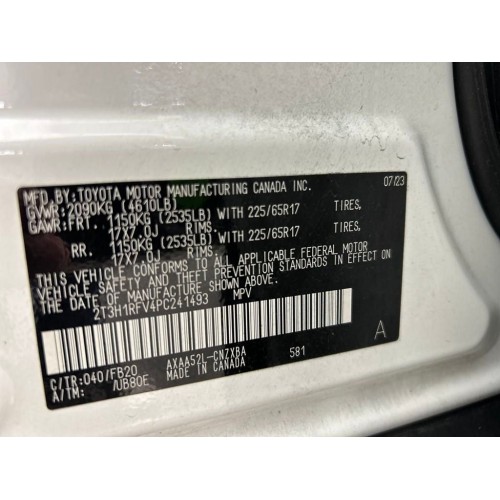 MFD. BY: TOYOTA MOTOR MANUFACTURING CANADA INC. 07/23
GVWR: 2090KG (4610LB)
GAWR: FRT. 1150KG (2535LB) WITH 225/65R17 TIRES,
17X7.0J RIMS.
RR. 1150KG (2535LB) WITH 225/65R17 TIRES,
17X7.0J RIMS.
THIS VEHICLE CONFORMS TO ALL APPLICABLE FEDERAL MOTOR
VEHICLE SAFETY AND THEFT PREVENTION STANDARDS IN EFFECT ON
THE DATE OF MANUFACTURE SHOWN ABOVE.
2T3H1RFV4PC241493 MPV
A
C/TR: 040/FB20 AXAA52L-CNZXBA 581
A/TM: /UB80E MADE IN CANADA